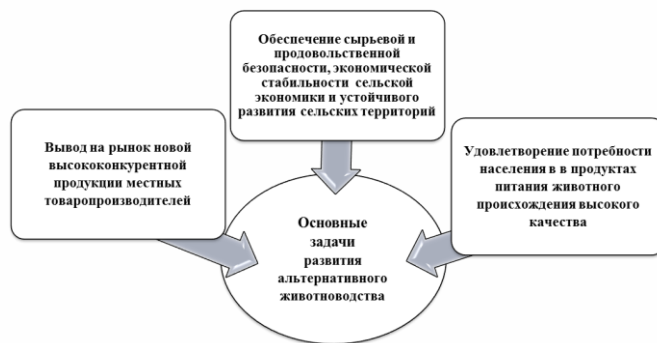 Обеспечение сырьевой и
продовольственной
безопасности, экономической
стабильности сельской
экономики и устойчивого
развития сельских территорий
Вывод на рынок новой
высококонкурентной
продукции местных
товаропроизводителей
Удовлетворение потребности
населения в в продуктах
питания животного
происхождения высокого
качества
Основные
задачи
развития
альтернативного
животноводства